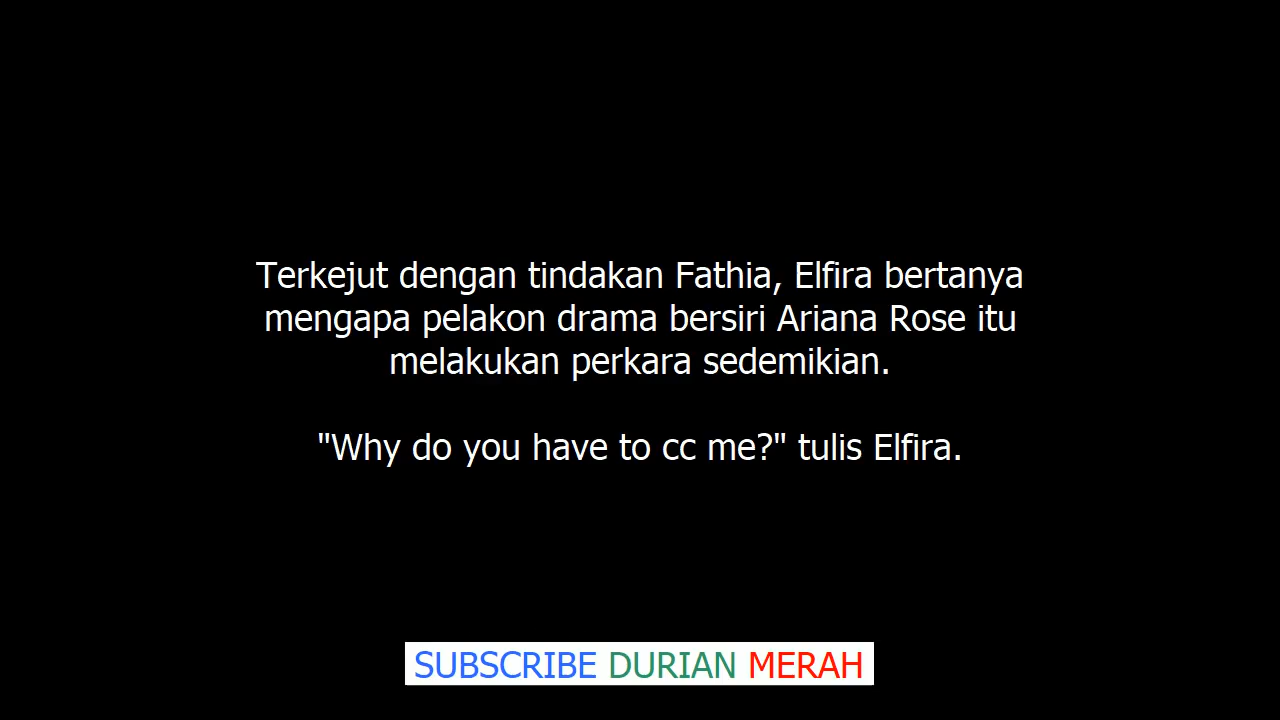 Terkejut dengan tindakan Fathia, Elfira bertanya
mengapa pelakon drama bersiri Ariana Rose itu
melakukan perkara sedemikian.
"Why do you have to cc me?" tulis Elfira.
SUBSCRIBE DURIAN MERAH